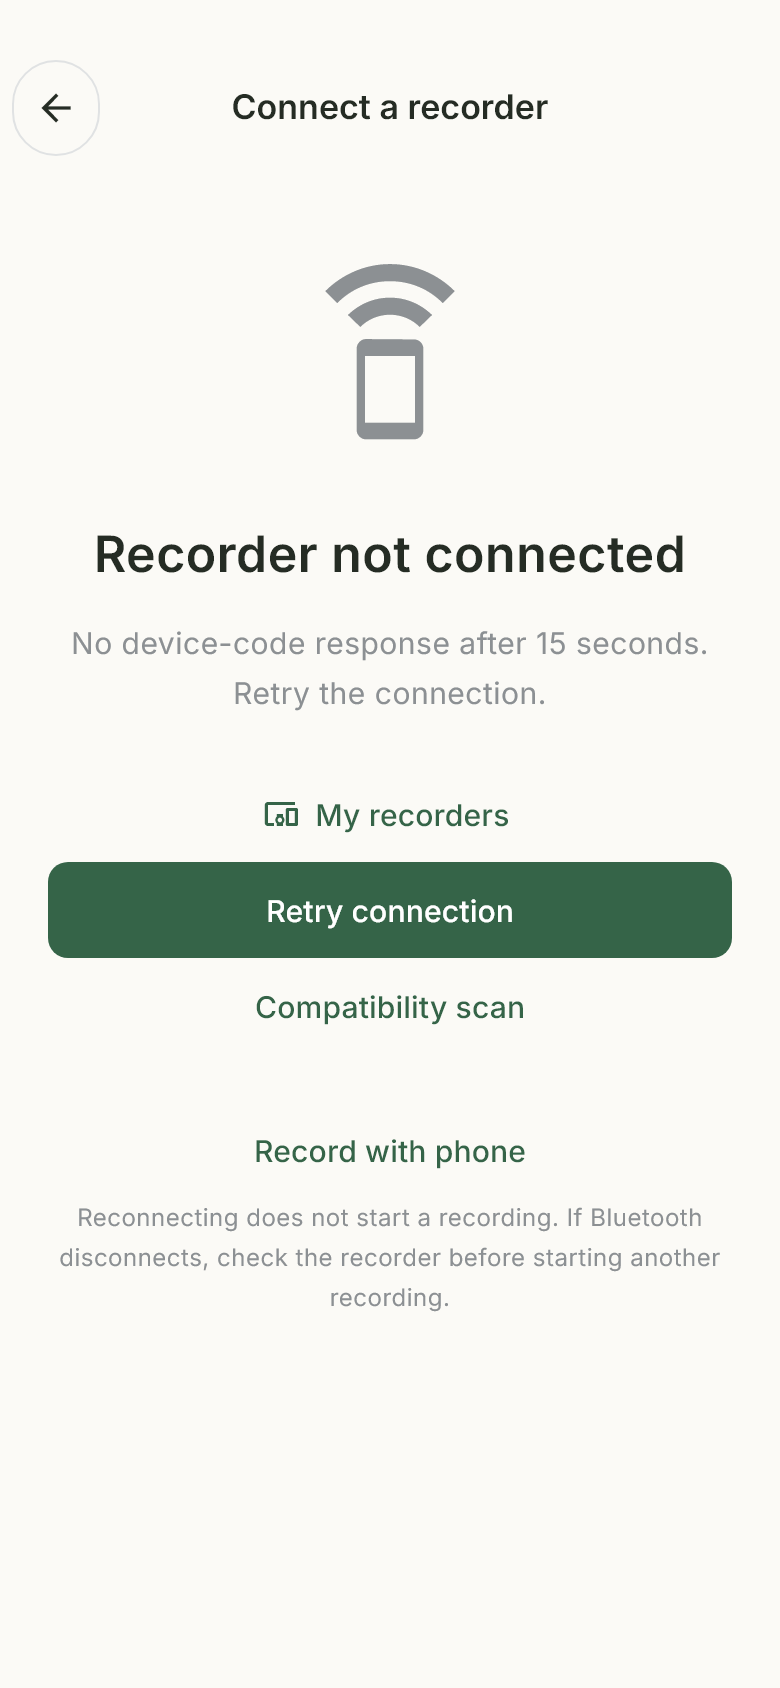 Connect a recorder
Recorder not connected
No device-code response after 15 seconds.
Retry the connection.
My recorders
Retry connection
Compatibility scan
Record with phone
Reconnecting does not start a recording. If Bluetooth
disconnects, check the recorder before starting another
recording.